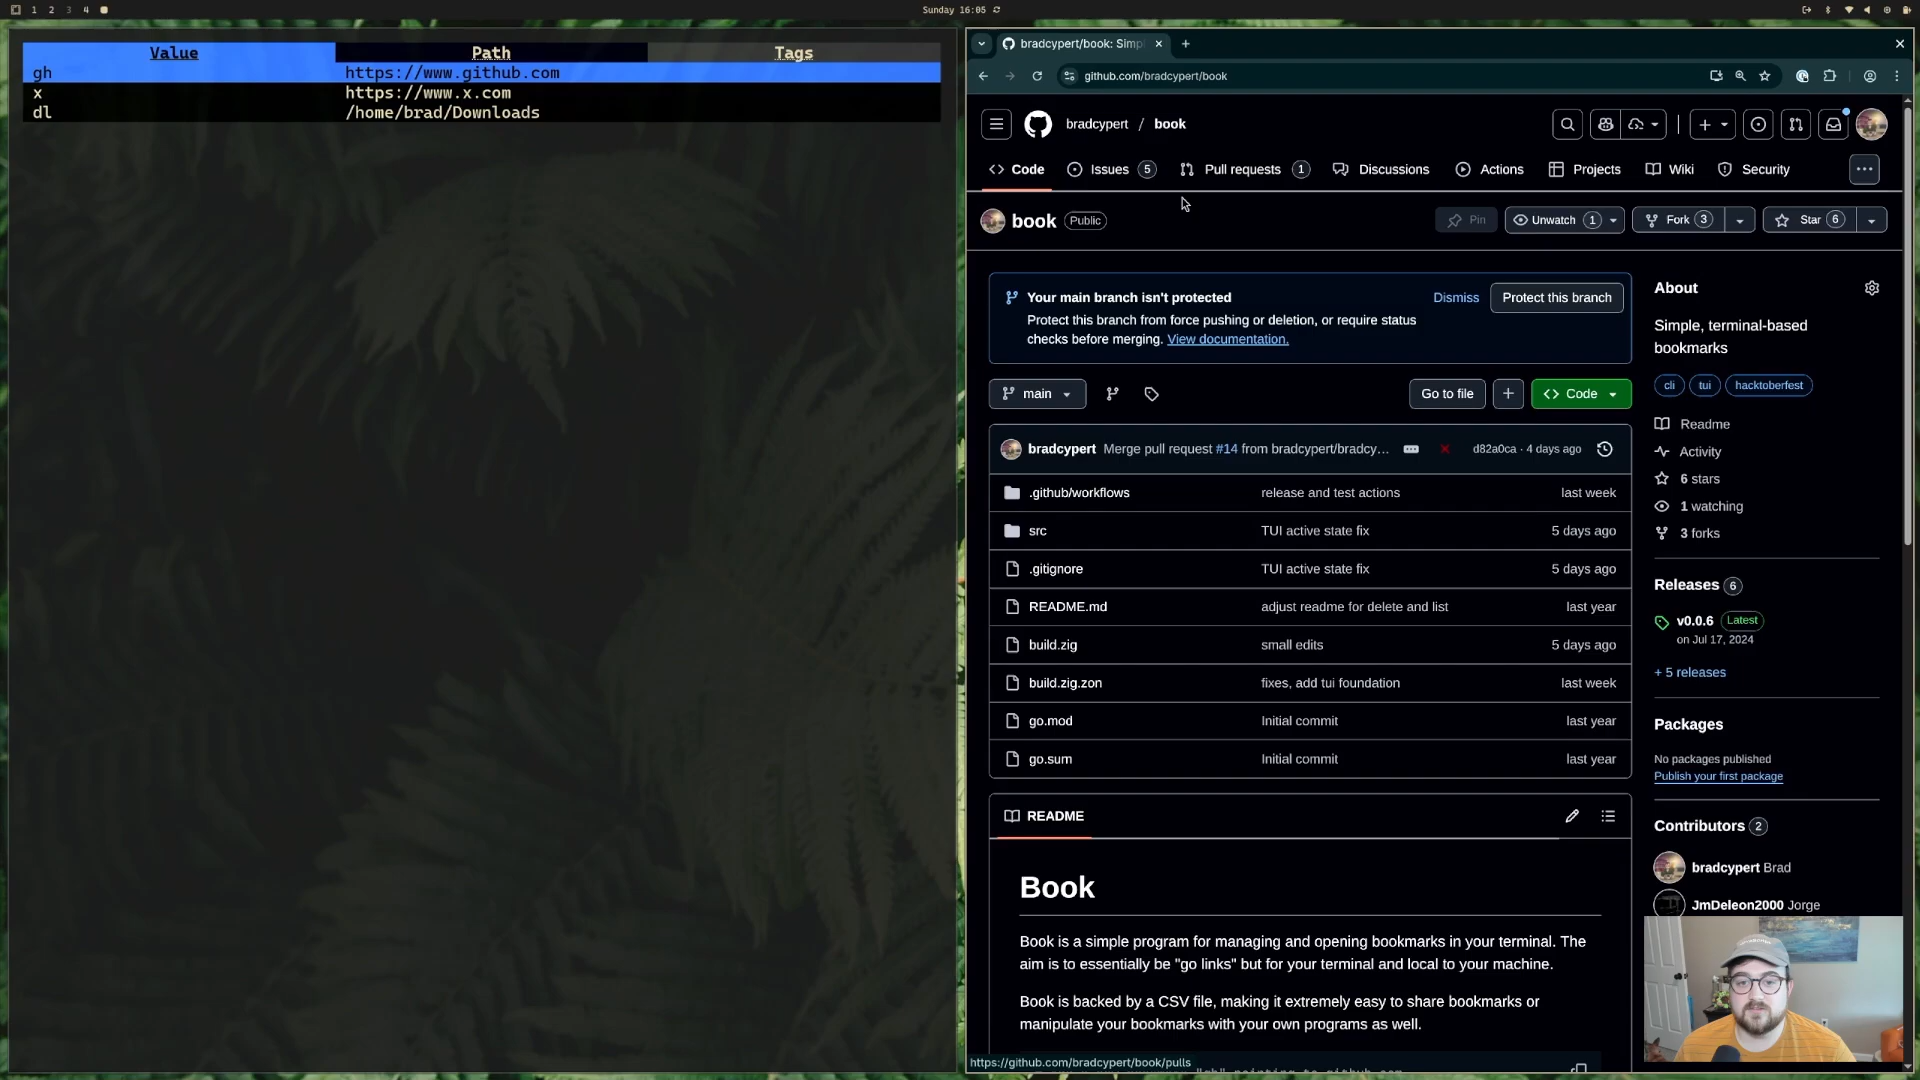 1 2 3 4
Sunday 16:05
Value Path Tags
gh https://www.github.com
x https://www.x.com
dl /home/brad/Downloads
bradcypert/book: Simpl
github.com/bradcypert/book
bradcypert / book
Code Issues 5 Pull requests 1 Discussions Actions Projects Wiki Security
book Public Pin Unwatch 1 Fork 3 Star 6
Your main branch isn't protected
Dismiss Protect this branch
Protect this branch from force pushing or deletion, or require status
checks before merging. View documentation.
main Go to file Code
bradcypert Merge pull request #14 from bradcypert/bradcy... d82a0ca · 4 days ago
.github/workflows release and test actions last week
src TUI active state fix 5 days ago
.gitignore TUI active state fix 5 days ago
README.md adjust readme for delete and list last year
build.zig small edits 5 days ago
build.zig.zon fixes, add tui foundation last week
go.mod Initial commit last year
go.sum Initial commit last year
README
Book
Book is a simple program for managing and opening bookmarks in your terminal. The
aim is to essentially be "go links" but for your terminal and local to your machine.
Book is backed by a CSV file, making it extremely easy to share bookmarks or
manipulate your bookmarks with your own programs as well.
https://github.com/bradcypert/book/pulls
"gh" pointing to github.com
About
Simple, terminal-based
bookmarks
cli tui hacktoberfest
Readme
Activity
6 stars
1 watching
3 forks
Releases 6
v0.0.6 Latest
on Jul 17, 2024
+ 5 releases
Packages
No packages published
Publish your first package
Contributors 2
bradcypert Brad
JmDeleon2000 Jorge